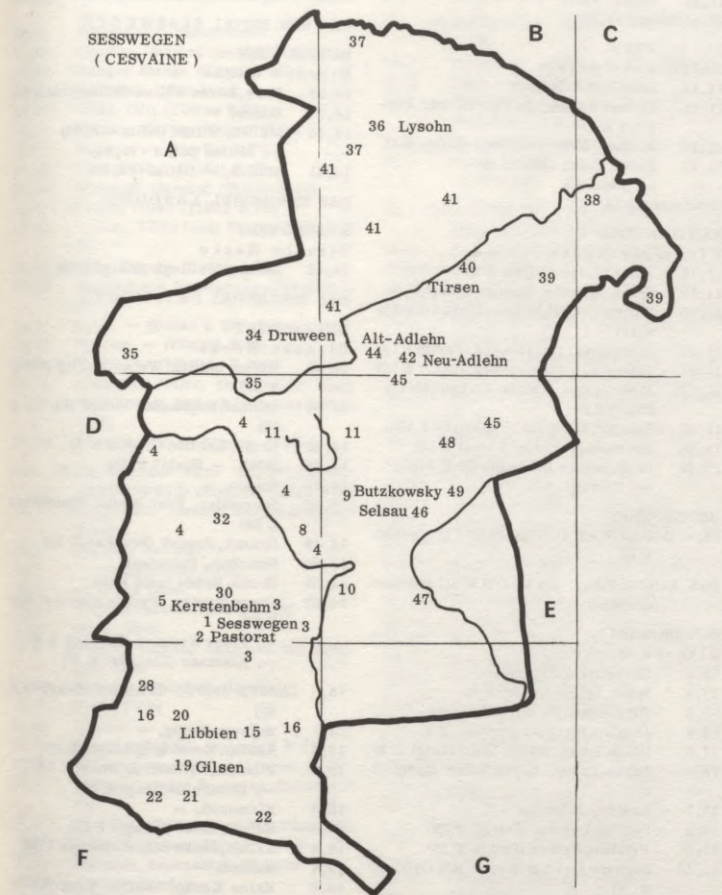 B C
SESSWEGEN
( CESVAINE )
37
36 Lysohn
A
37
41
41
38
41
40
39
Tirsen
39
41
34 Druween Alt-Adlehn
35
44 42 Neu-Adlehn
35 45
D
4 11 11 45
48
4
4 9 Butzkowsky 49
32 Selsau 46
4 8
4
10
30 47 E
5 Kerstenbehm 3
1 Sesswegen 3
2 Pastorat
3
28
16 20 16
Libbien 15
19 Gilsen
22 21
22
F G